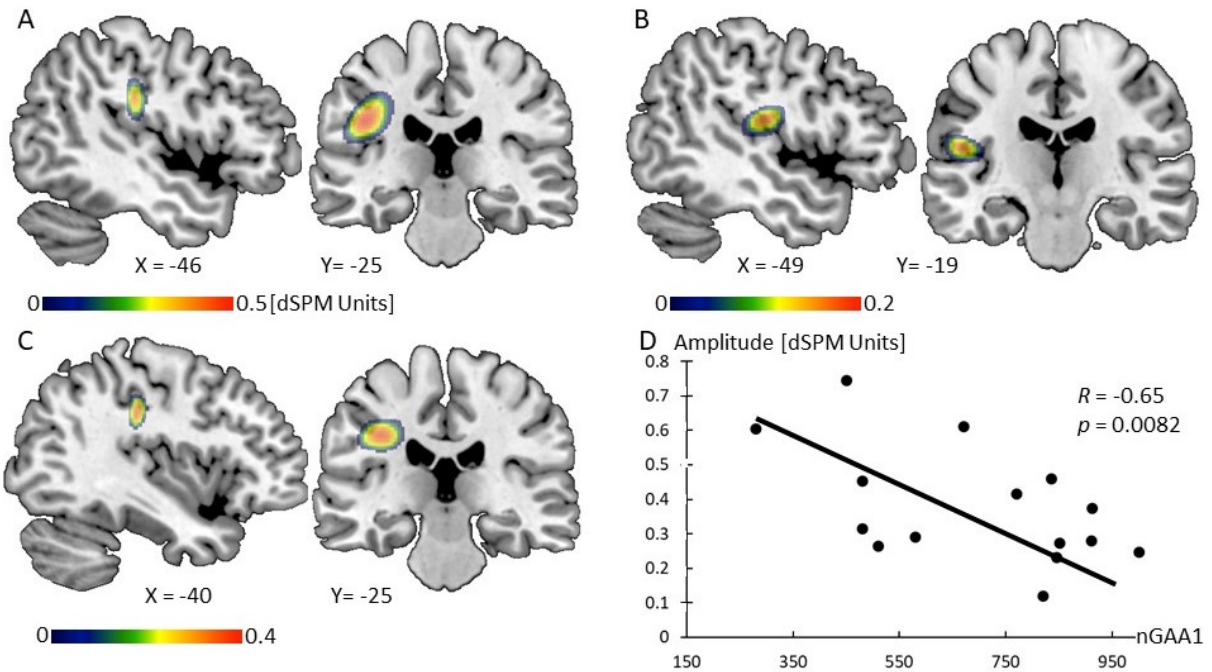 A
X = -46
Y= -25
0 0.5[dSPM Units]
B
X = -49
Y= -19
0 0.2
C
X = -40
Y= -25
0 0.4
D Amplitude [dSPM Units]
0.8
0.7
0.6
0.5
0.4
0.3
0.2
0.1
0
R = -0.65
p = 0.0082
nGAA1
150 350 550 750 950